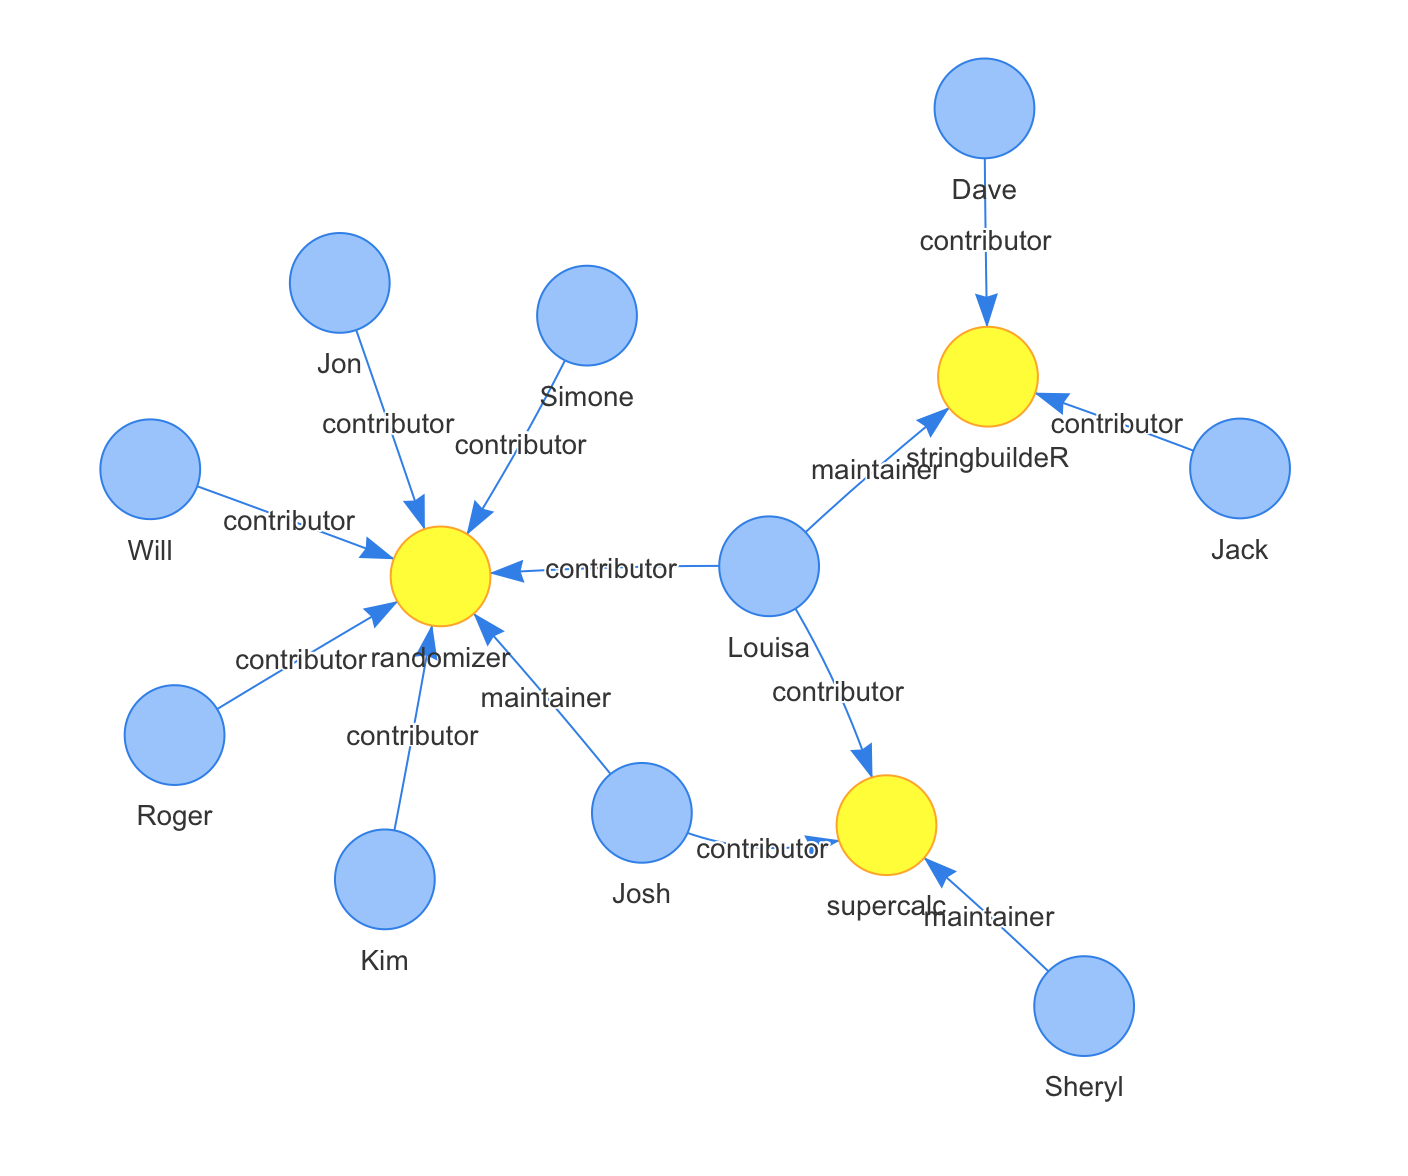 Dave
contributor
Jon
Simone
contributor
contributor
contributor
stringbuildeR
maintainer
contributor
Will
Jack
contributor
Louisa
randomizer
contributor
maintainer
contributor
contributor
Roger
contributor
Josh
supercalc
maintainer
Kim
Sheryl